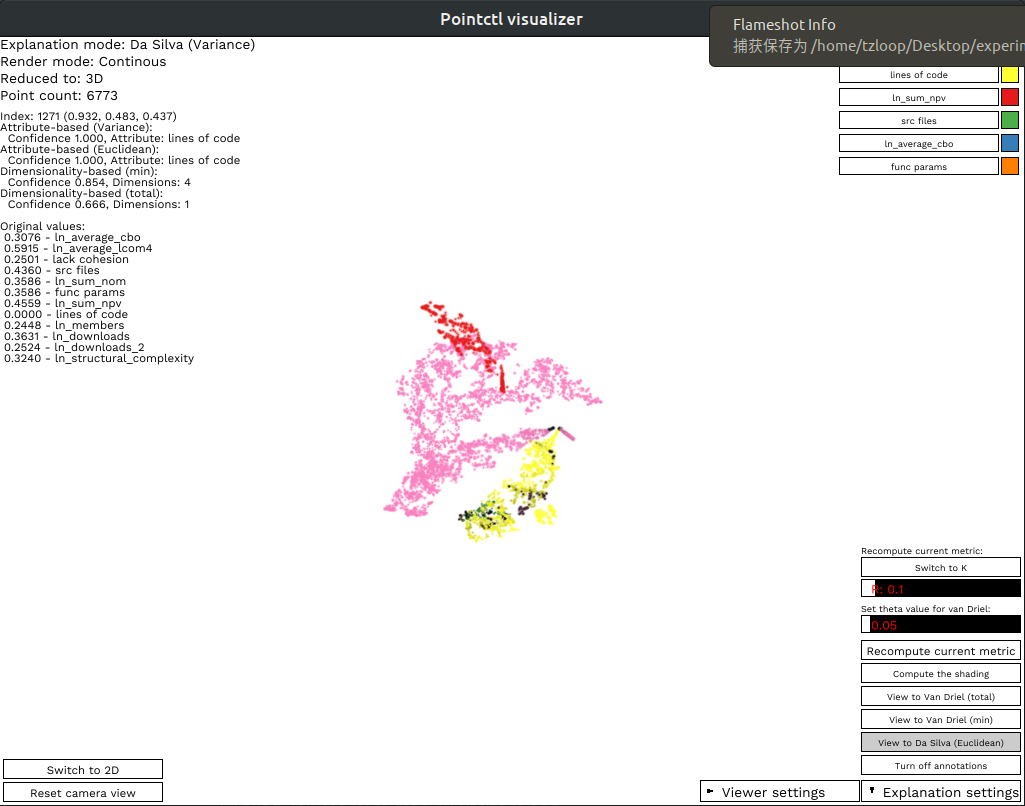 Pointctl visualizer
Flameshot Info
捕获保存为 /home/tzloop/Desktop/experim
Explanation mode: Da Silva (Variance)
Render mode: Continous
Reduced to: 3D
Point count: 6773
Index: 1271 (0.932, 0.483, 0.437)
Attribute-based (Variance):
Confidence 1.000, Attribute: lines of code
Attribute-based (Euclidean):
Confidence 1.000, Attribute: lines of code
Dimensionality-based (min):
Confidence 0.854, Dimensions: 4
Dimensionality-based (total):
Confidence 0.666, Dimensions: 1
Original values:
0.3076 - ln_average_cbo
0.5915 - ln_average_lcom4
0.2501 - lack cohesion
0.4360 - src files
0.3586 - ln_sum_nom
0.3586 - func params
0.4559 - ln_sum_npv
0.0000 - lines of code
0.2448 - ln_members
0.3631 - ln_downloads
0.2524 - ln_downloads_2
0.3240 - ln_structural_complexity
lines of code
ln_sum_npv
src files
ln_average_cbo
func params
Recompute current metric:
Switch to K
R: 0.1
Set theta value for van Driel:
0.05
Recompute current metric
Compute the shading
View to Van Driel (total)
View to Van Driel (min)
View to Da Silva (Euclidean)
Turn off annotations
Switch to 2D
Reset camera view
Viewer settings
Explanation settings